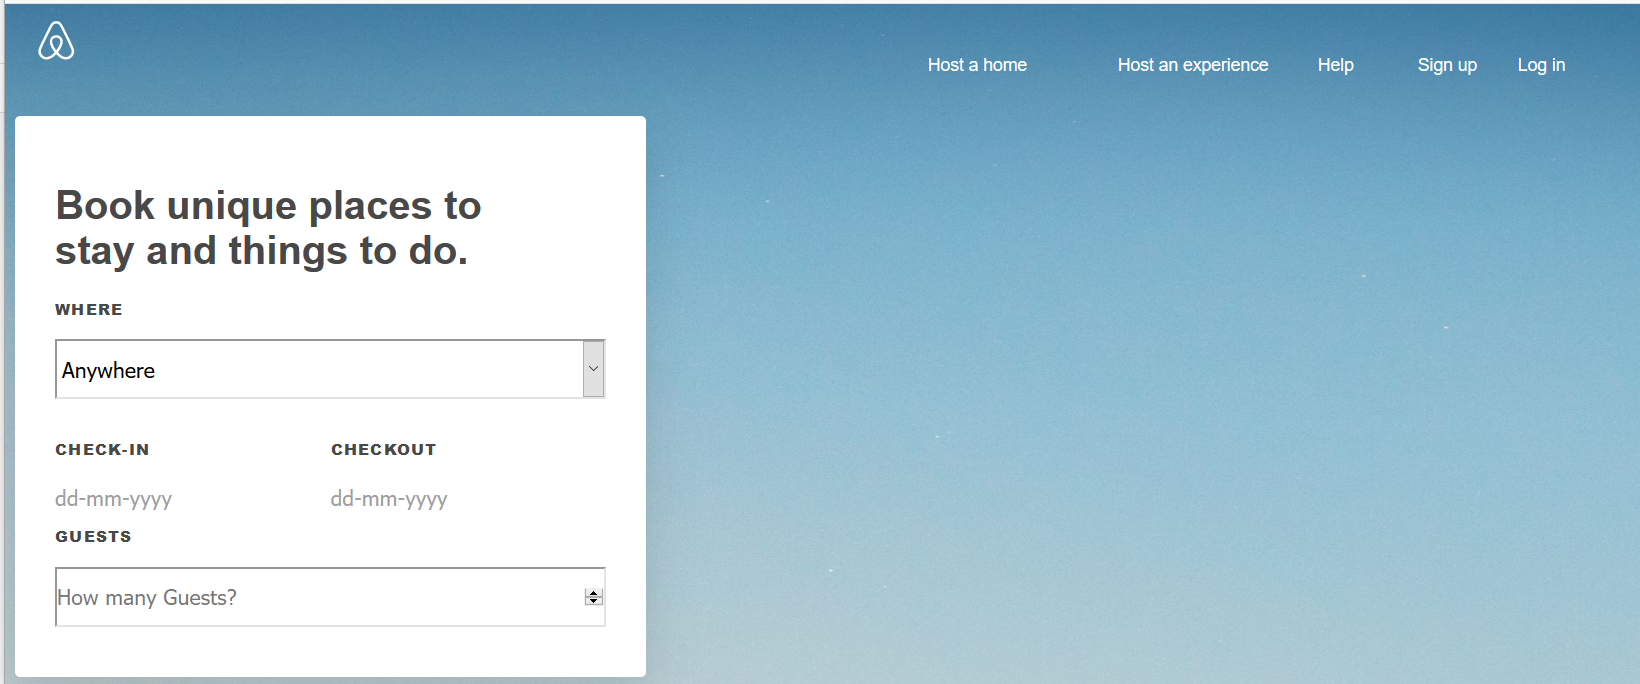 Host a home Host an experience Help Sign up Log in
Book unique places to
stay and things to do.
WHERE
Anywhere
CHECK-IN CHECKOUT
dd-mm-yyyy dd-mm-yyyy
GUESTS
How many Guests?